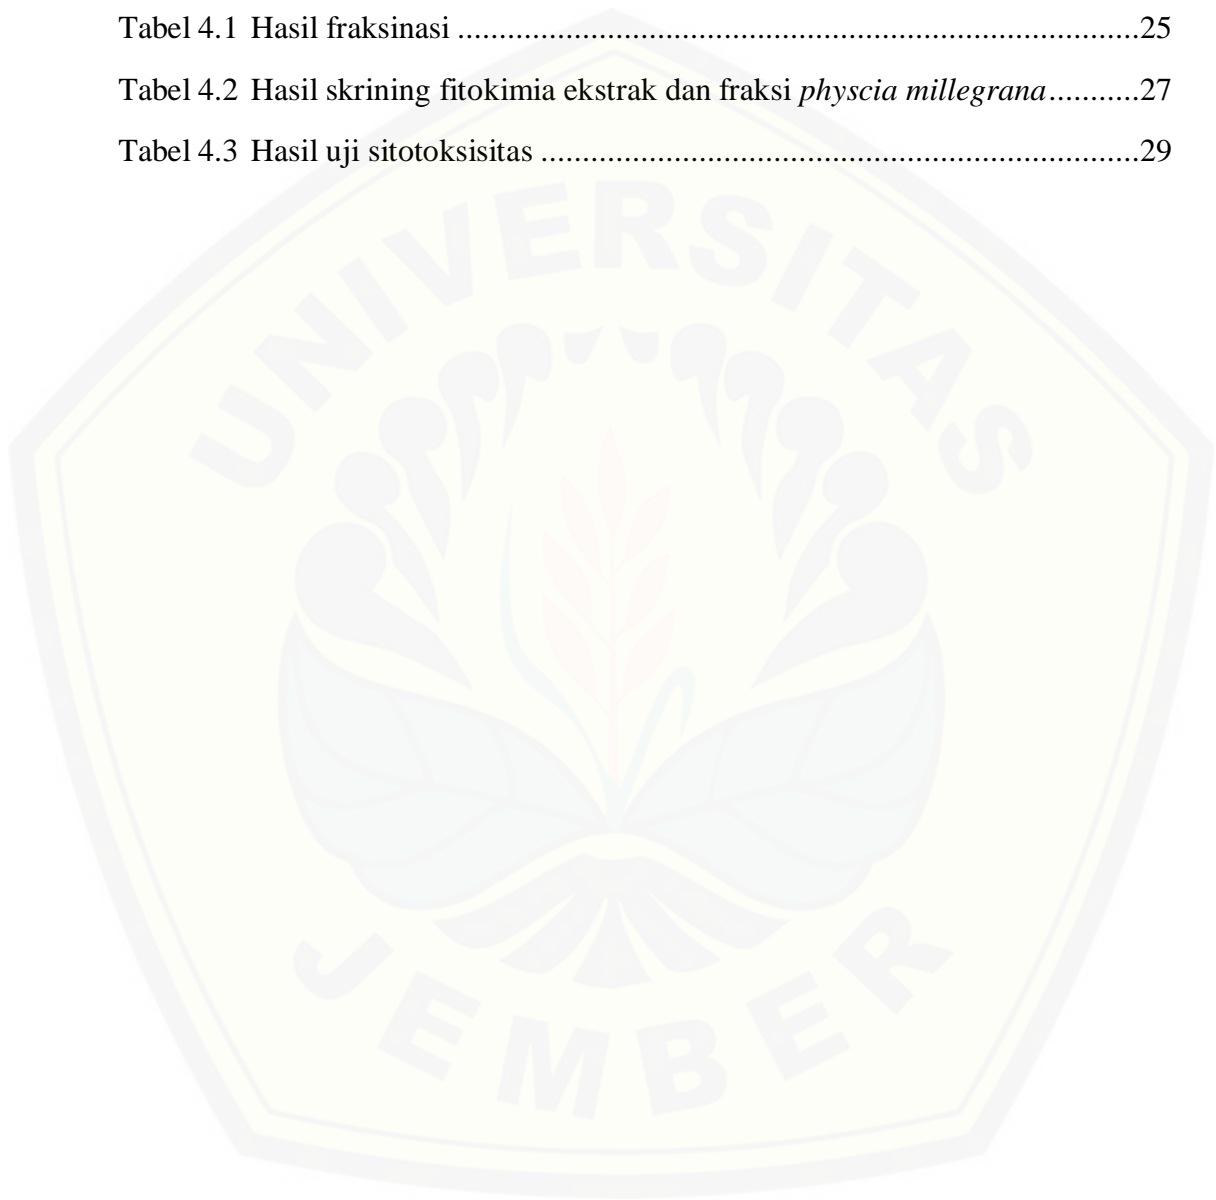 Tabel 4.1 Hasil fraksinasi ..........................................................................25
Tabel 4.2 Hasil skrining fitokimia ekstrak dan fraksi physcia millegrana...........27
Tabel 4.3 Hasil uji sitotoksisitas .................................................................29
UNIVERSITAS
JEMBER